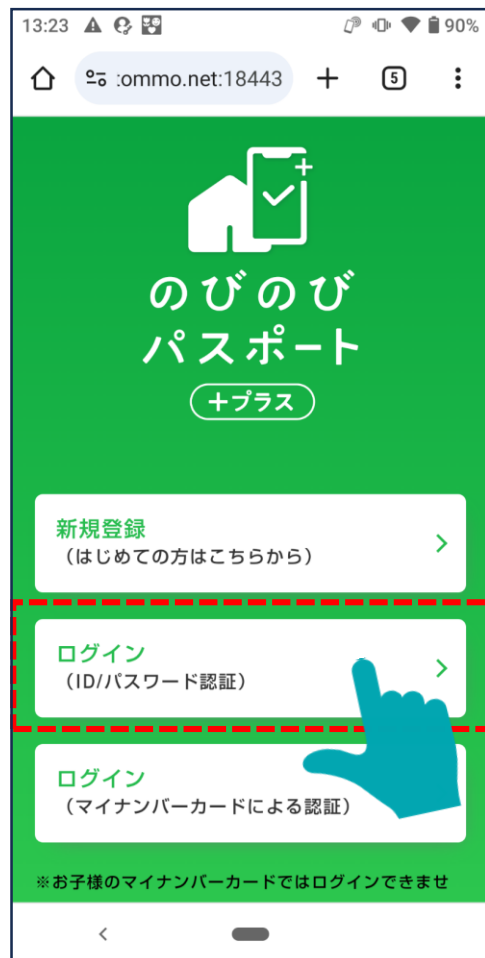 13:23
90%
:ommo.net:18443
5
のびのび
パスポート
＋プラス
新規登録
（はじめての方はこちらから）
ログイン
（ID/パスワード認証）
ログイン
（マイナンバーカードによる認証）
※お子様のマイナンバーカードではログインできませ